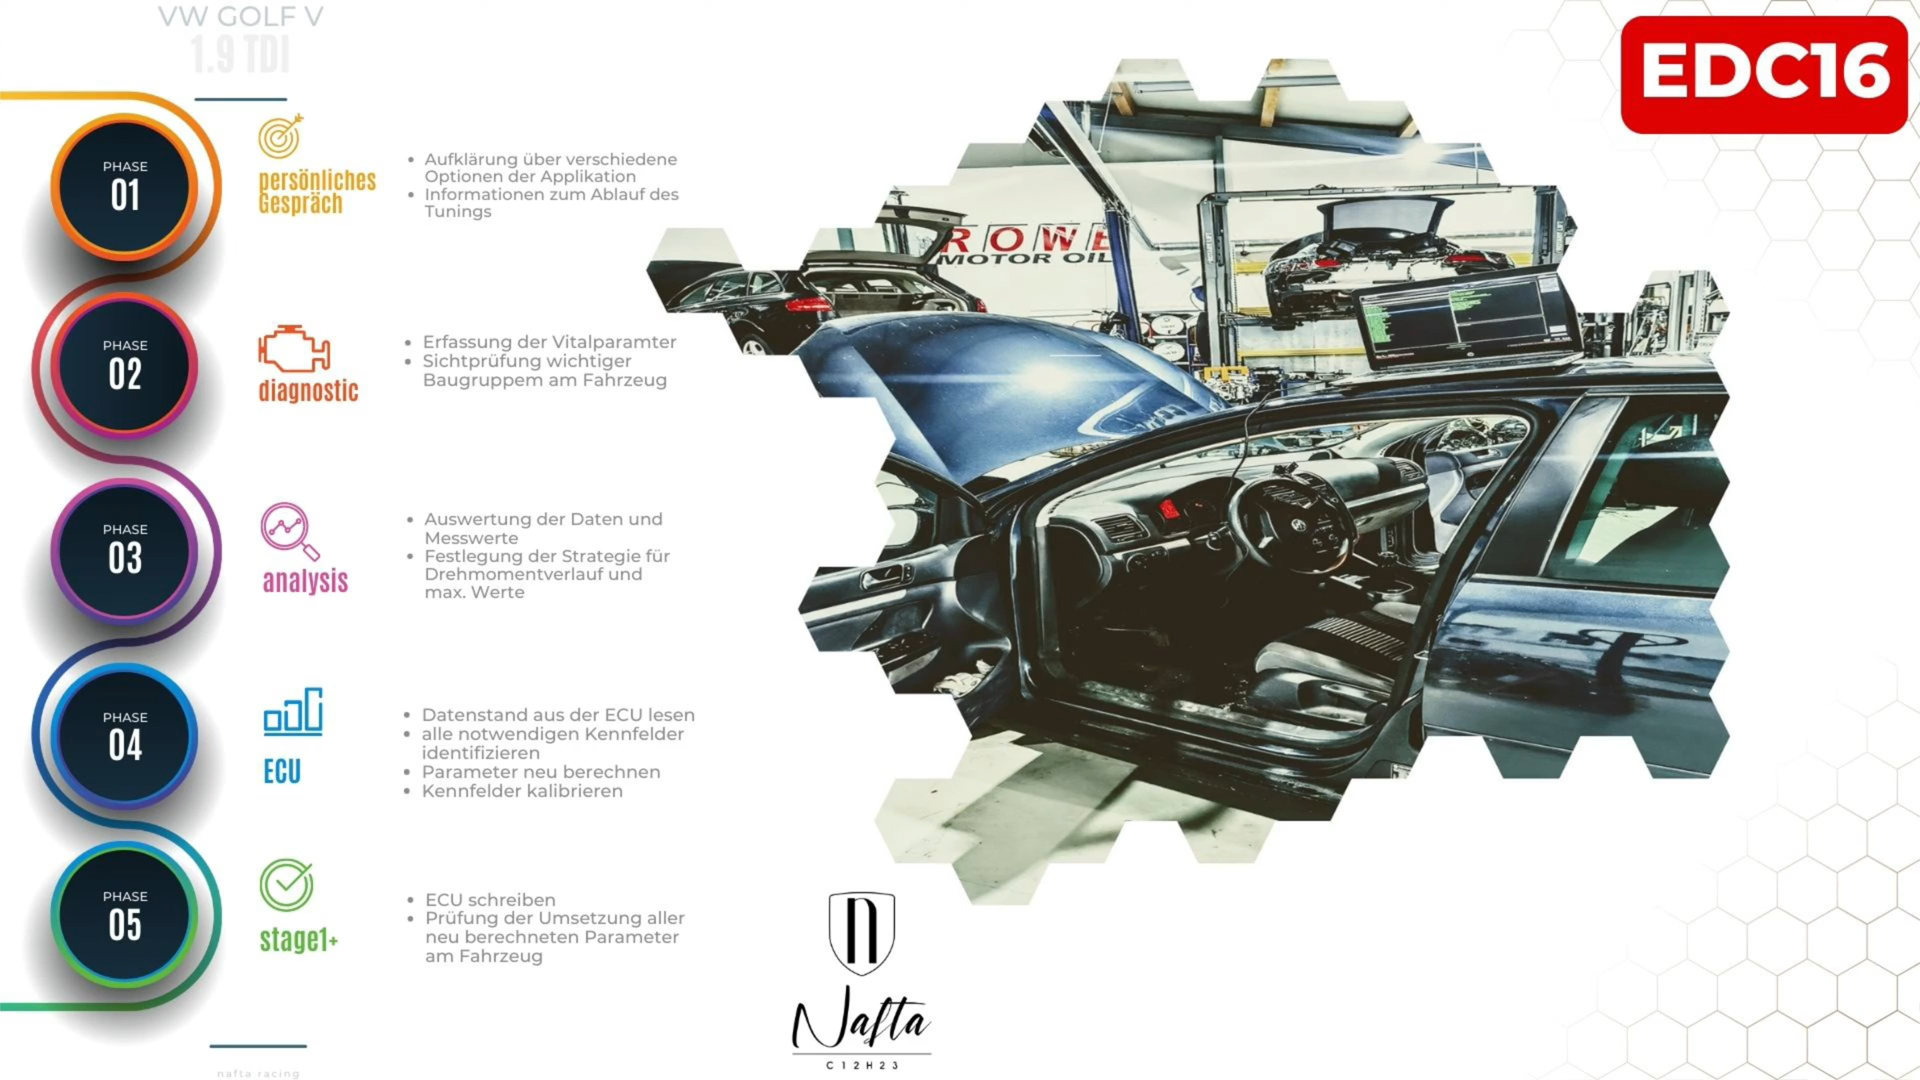 VW GOLF V
1.9 TDI
EDC16
PHASE
01
persönliches
Gespräch
• Aufklärung über verschiedene
Optionen der Applikation
• Informationen zum Ablauf des
Tunings
PHASE
02
diagnostic
• Erfassung der Vitalparamter
• Sichtprüfung wichtiger
Baugruppem am Fahrzeug
PHASE
03
analysis
• Auswertung der Daten und
Messwerte
• Festlegung der Strategie für
Drehmomentverlauf und
max. Werte
PHASE
04
ECU
• Datenstand aus der ECU lesen
• alle notwendigen Kennfelder
identifizieren
• Parameter neu berechnen
• Kennfelder kalibrieren
PHASE
05
stage1+
• ECU schreiben
• Prüfung der Umsetzung aller
neu berechneten Parameter
am Fahrzeug
ROWE
MOTOR OIL
n
Nafta
C12H23
nafta racing